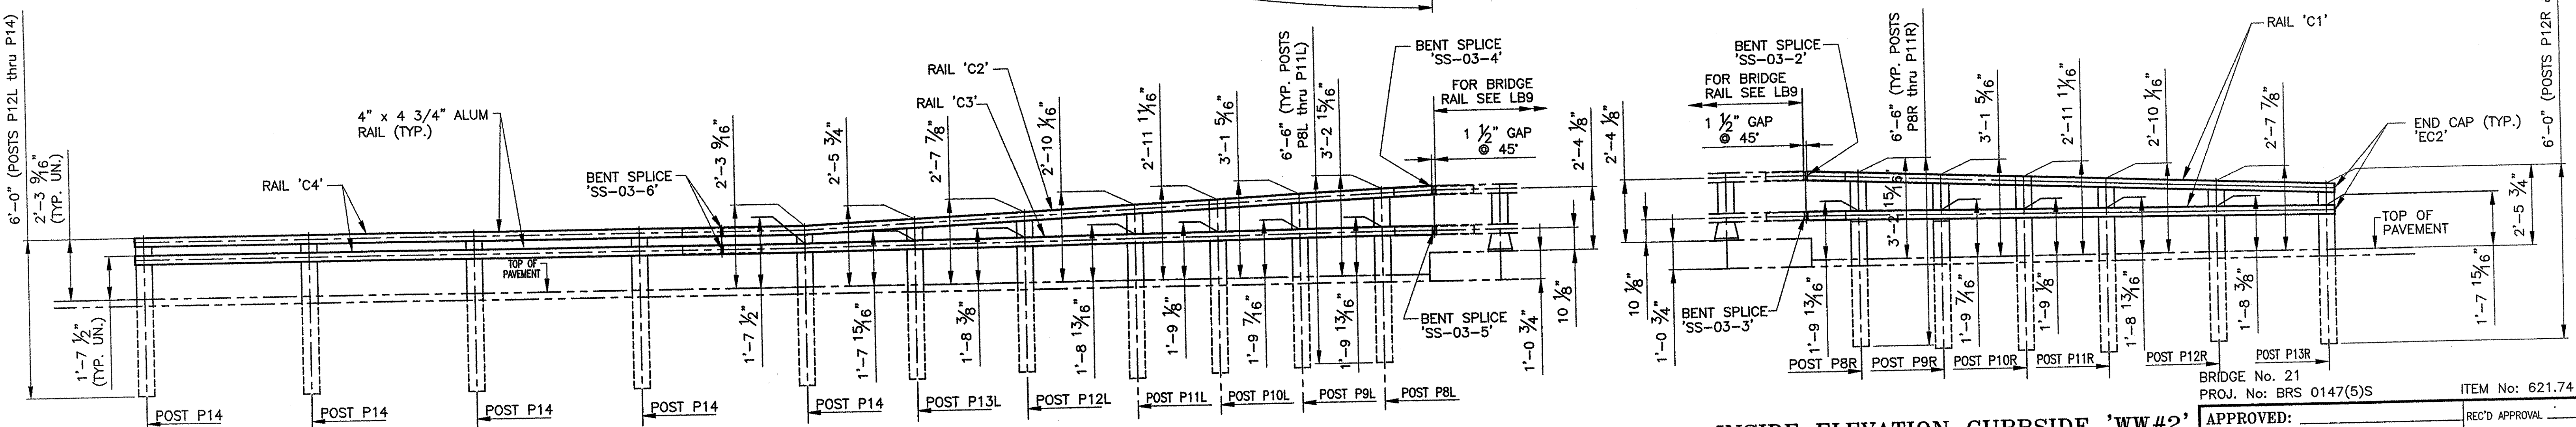 6'-0" (POSTS P12L thru P14)
2'-3 9/16"
(TYP. UN.)
1'-7 1/2"
(TYP. UN.)
RAIL 'C4'
4" x 4 3/4" ALUM
RAIL (TYP.)
TOP OF
PAVEMENT
BENT SPLICE
'SS-03-6'
2'-3 9/16"
2'-5 3/4"
2'-7 7/8"
2'-10 1/16"
2'-11 11/16"
3'-1 5/16"
6'-6" (TYP. POSTS
P8L thru P11L)
3'-2 15/16"
RAIL 'C2'
RAIL 'C3'
BENT SPLICE
'SS-03-4'
FOR BRIDGE
RAIL SEE LB9
1 1/2" GAP
@ 45°
2'-4 1/8"
10 1/8"
1'-0 3/4"
BENT SPLICE
'SS-03-5'
1'-7 1/2"
1'-7 15/16"
1'-8 3/8"
1'-8 13/16"
1'-9 1/8"
1'-9 7/16"
1'-9 13/16"
POST P14
POST P14
POST P14
POST P14
POST P14
POST P13L
POST P12L
POST P11L
POST P10L
POST P9L
POST P8L
2'-4 1/8"
10 1/8"
1'-0 3/4"
BENT SPLICE
'SS-03-2'
FOR BRIDGE
RAIL SEE LB9
1 1/2" GAP
@ 45°
BENT SPLICE
'SS-03-3'
6'-6" (TYP. POSTS
P8R thru P11R)
3'-2 15/16"
3'-1 5/16"
2'-11 11/16"
2'-10 1/16"
2'-7 7/8"
RAIL 'C1'
END CAP (TYP.)
'EC2'
TOP OF
PAVEMENT
6'-0" (POSTS P12R
2'-5 3/4"
1'-7 15/16"
1'-9 13/16"
1'-9 7/16"
1'-9 1/8"
1'-8 13/16"
1'-8 3/8"
POST P8R
POST P9R
POST P10R
POST P11R
POST P12R
POST P13R
BRIDGE No. 21
PROJ. No: BRS 0147(5)S
ITEM No: 621.74
INSIDE ELEVATION CURBSIDE 'WW#2'
APPROVED:
REC'D APPROVAL